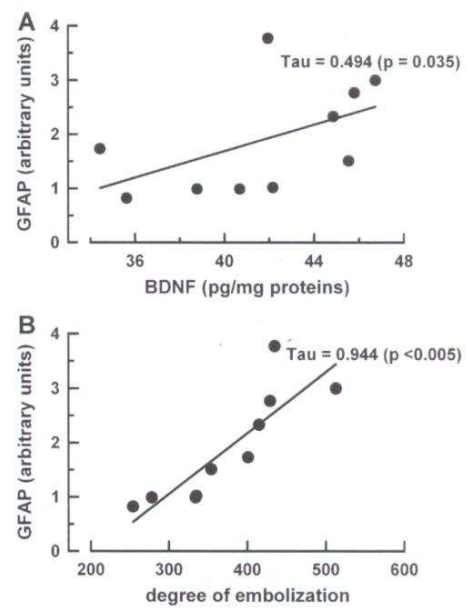 A
4
Tau = 0.494 (p = 0.035)
3
2
1
0
GFAP (arbitrary units)
36 40 44 48
BDNF (pg/mg proteins)
B
4
Tau = 0.944 (p <0.005)
3
2
1
0
GFAP (arbitrary units)
200 300 400 500 600
degree of embolization